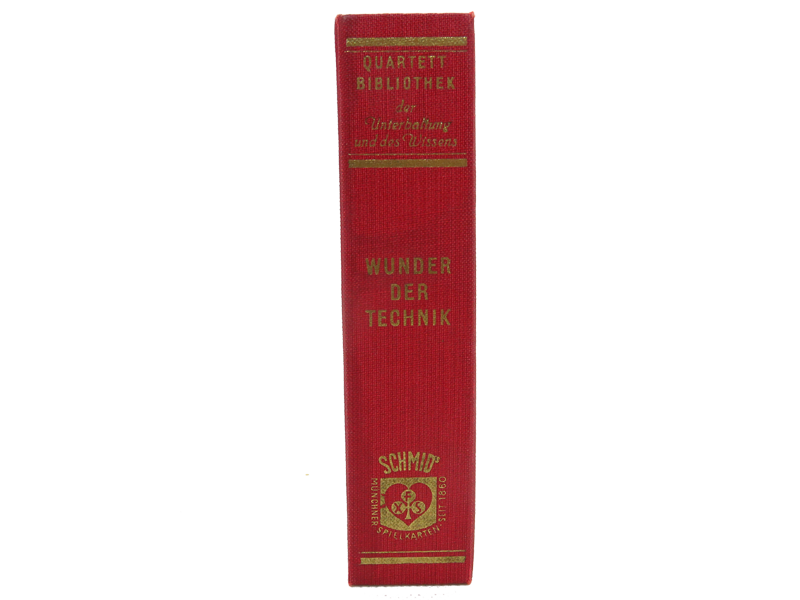 QUARTETT
BIBLIOTHEK
der
Unterhaltung
und des Wissens
WUNDER
DER
TECHNIK
SCHMID
F
X S
MÜNCHNER · SPIELKARTEN · SEIT 1860